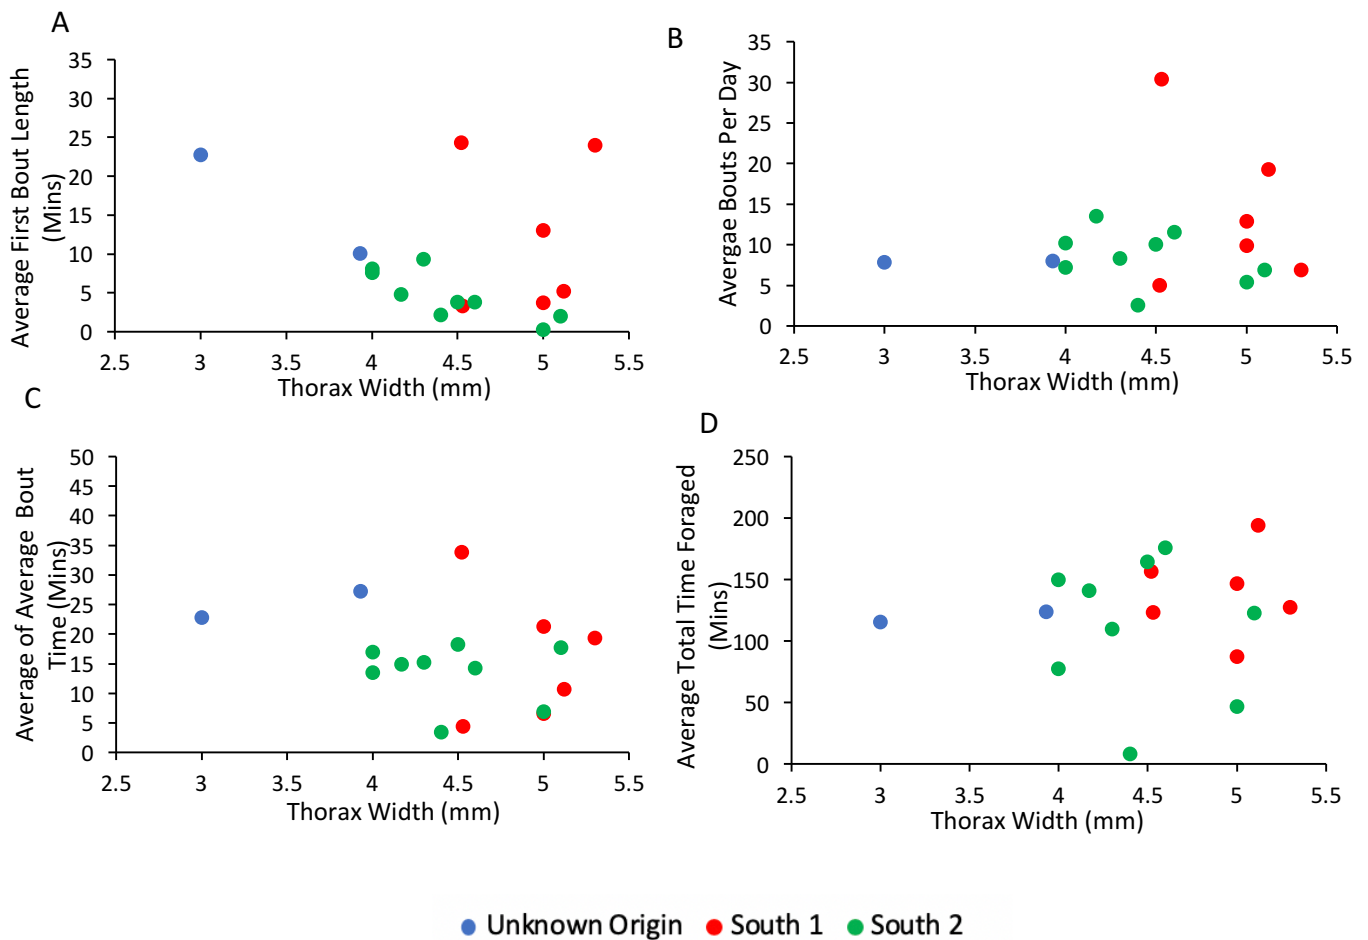 A
35
30
25
20
15
10
5
0
2.5 3 3.5 4 4.5 5 5.5
Average First Bout Length
(Mins)
Thorax Width (mm)
B
35
30
25
20
15
10
5
0
2.5 3 3.5 4 4.5 5 5.5
Avergae Bouts Per Day
Thorax Width (mm)
C
50
45
40
35
30
25
20
15
10
5
0
2.5 3 3.5 4 4.5 5 5.5
Average of Average Bout
Time (Mins)
Thorax Width (mm)
D
250
200
150
100
50
0
2.5 3 3.5 4 4.5 5 5.5
Average Total Time Foraged
(Mins)
Thorax Width (mm)
Unknown Origin South 1 South 2